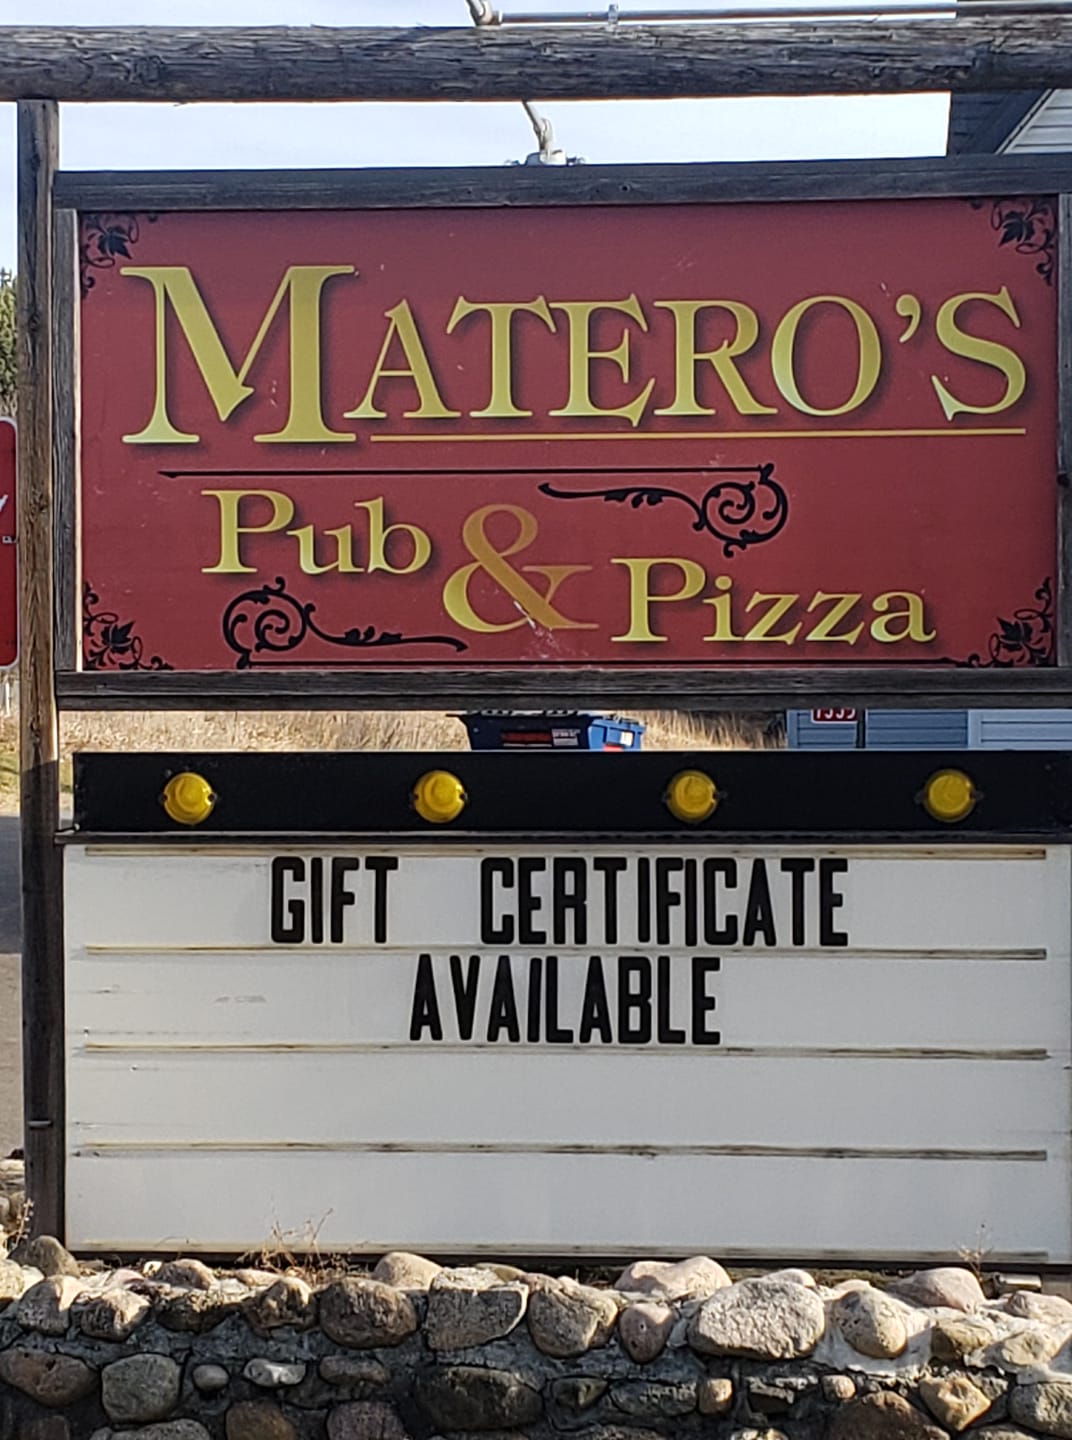 MATERO'S
Pub & Pizza
GIFT CERTIFICATE
AVAILABLE